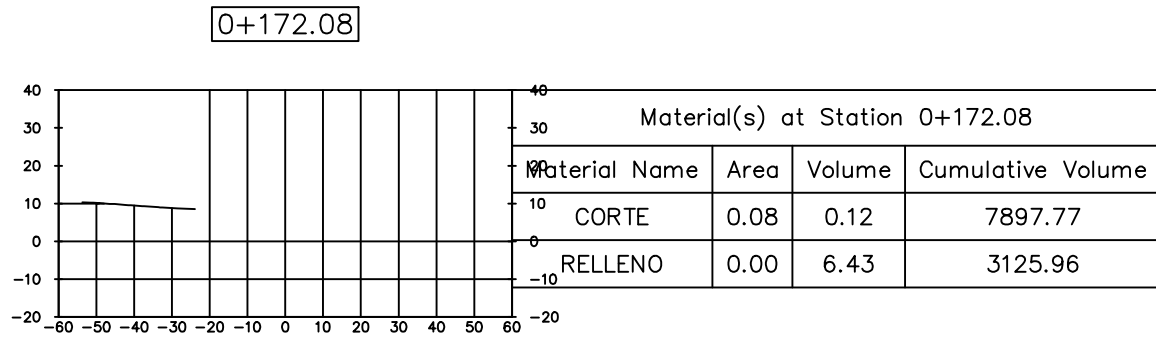 0+172.08
40 40
30 30
20 20
10 10
0 0
-10 -10
-20 -20
-60 -50 -40 -30 -20 -10 0 10 20 30 40 50 60
Material(s) at Station 0+172.08
Material Name Area Volume Cumulative Volume
CORTE 0.08 0.12 7897.77
RELLENO 0.00 6.43 3125.96